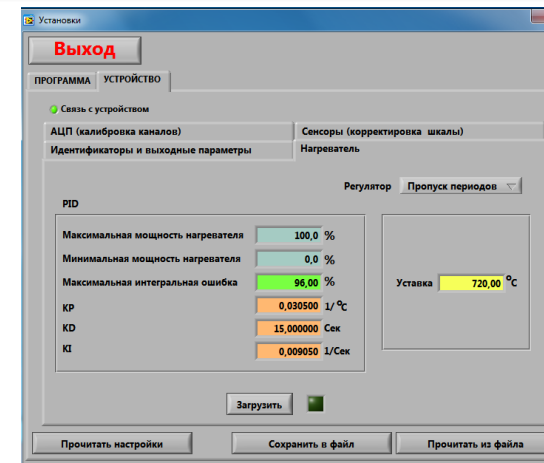 Установки
Выход
ПРОГРАММА УСТРОЙСТВО
Связь с устройством
АЦП (калибровка каналов) Сенсоры (корректировка шкалы)
Идентификаторы и выходные параметры Нагреватель
Регулятор Пропуск периодов
PID
Максимальная мощность нагревателя 100,0 %
Минимальная мощность нагревателя 0,0 %
Максимальная интегральная ошибка 96,00 % Уставка 720,00 °C
KP 0,030500 1/ °C
KD 15,000000 Сек
KI 0,009050 1/Сек
Загрузить
Прочитать настройки Сохранить в файл Прочитать из файла